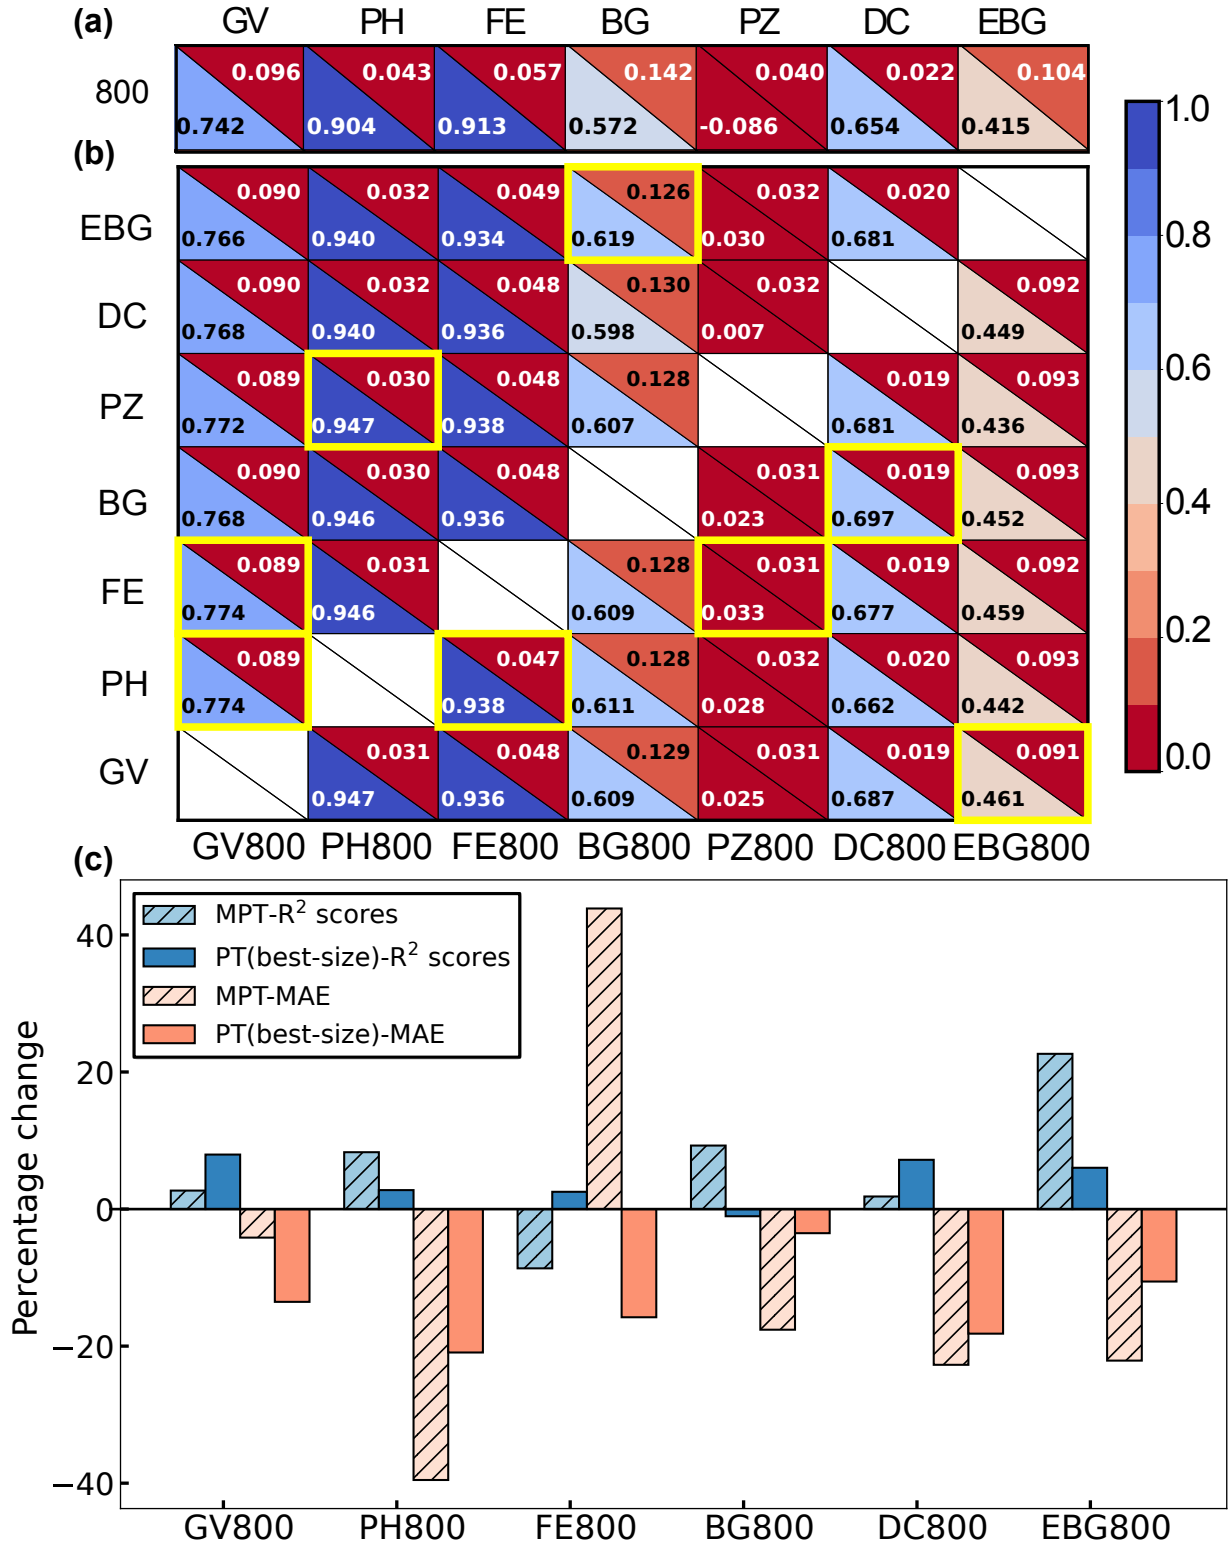 (a) GV PH FE BG PZ DC EBG
800 0.096 0.043 0.057 0.142 0.040 0.022 0.104
0.742 0.904 0.913 0.572 -0.086 0.654 0.415
(b)
EBG 0.090 0.032 0.049 0.126 0.032 0.020
0.766 0.940 0.934 0.619 0.030 0.681
DC 0.090 0.032 0.048 0.130 0.032 0.092
0.768 0.940 0.936 0.598 0.007 0.449
PZ 0.089 0.030 0.048 0.128 0.019 0.093
0.772 0.947 0.938 0.607 0.681 0.436
BG 0.090 0.030 0.048 0.031 0.019 0.093
0.768 0.946 0.936 0.023 0.697 0.452
FE 0.089 0.031 0.128 0.031 0.019 0.092
0.774 0.946 0.609 0.033 0.677 0.459
PH 0.089 0.047 0.128 0.032 0.020 0.093
0.774 0.938 0.611 0.028 0.662 0.442
GV 0.031 0.048 0.129 0.031 0.019 0.091
0.947 0.936 0.609 0.025 0.687 0.461
GV800 PH800 FE800 BG800 PZ800 DC800 EBG800
1.0
0.8
0.6
0.4
0.2
0.0
(c)
MPT-R² scores
PT(best-size)-R² scores
MPT-MAE
PT(best-size)-MAE
Percentage change
40
20
0
−20
−40
GV800 PH800 FE800 BG800 DC800 EBG800